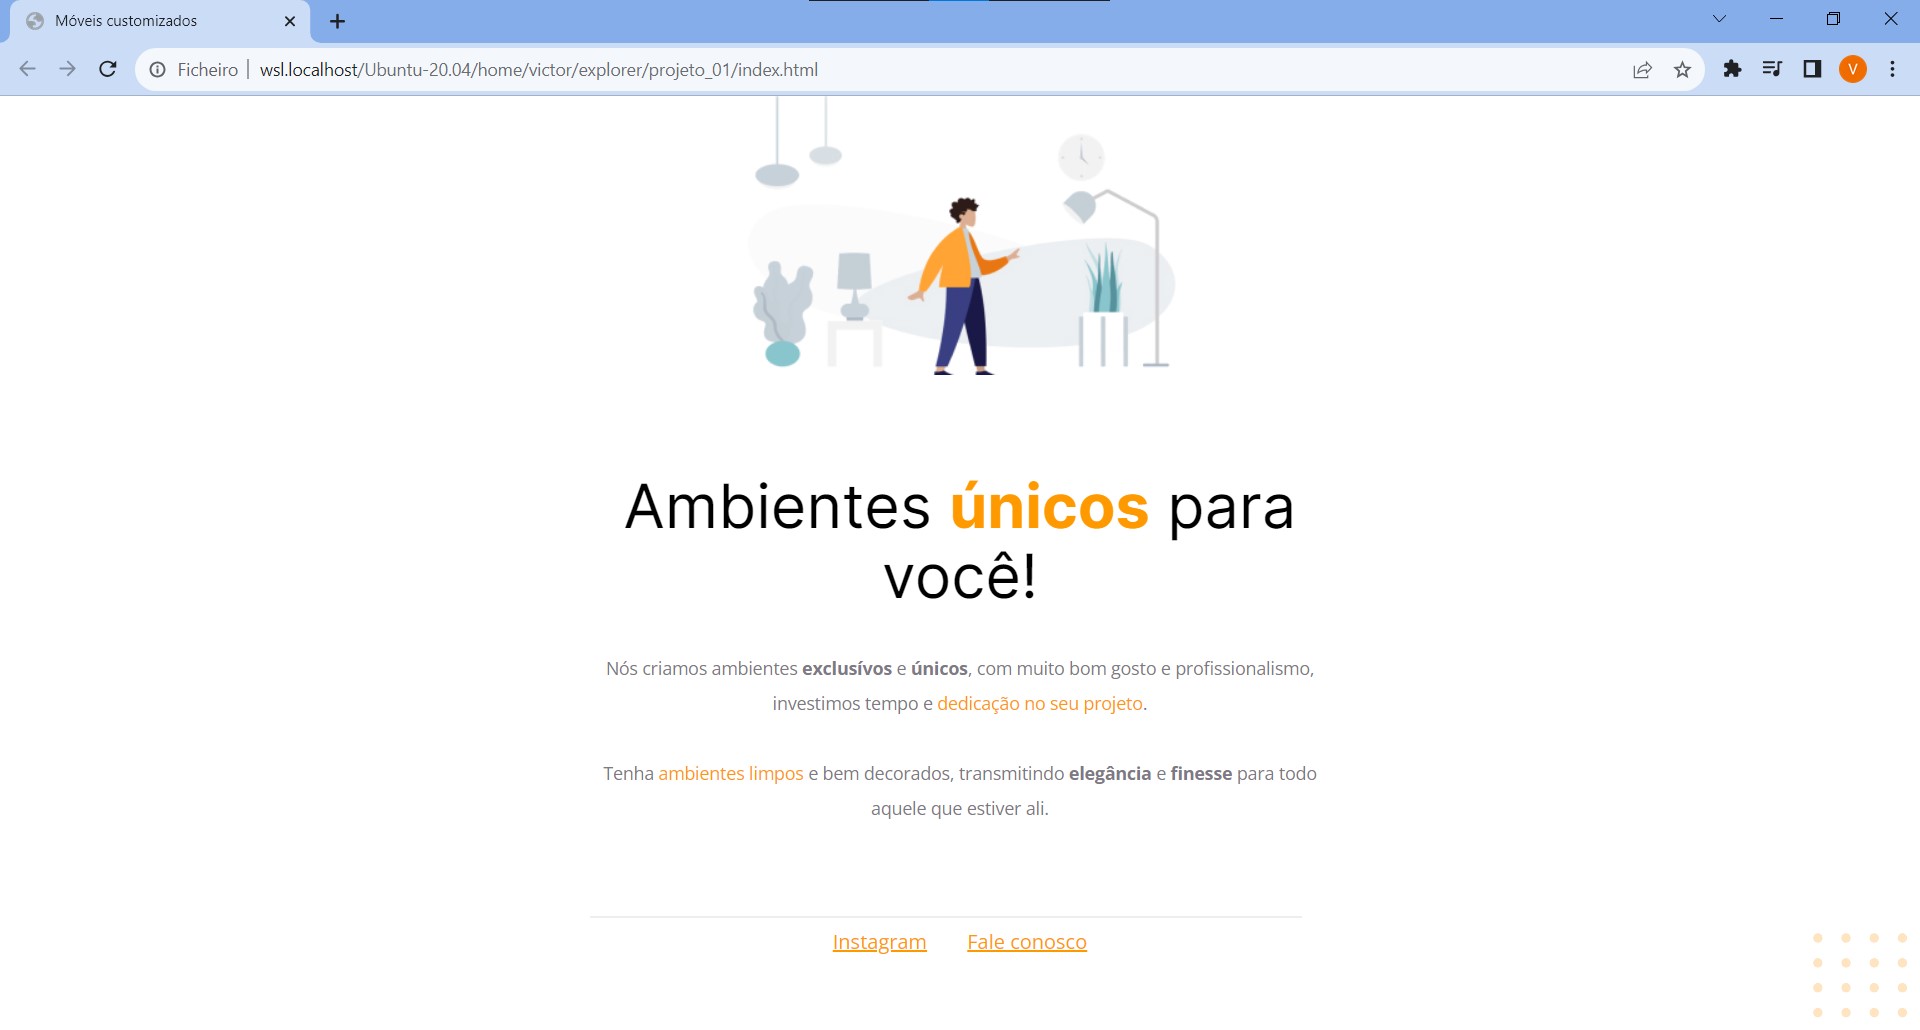 Móveis customizados
Ficheiro | wsl.localhost/Ubuntu-20.04/home/victor/explorer/projeto_01/index.html
V
Ambientes únicos para
você!
Nós criamos ambientes exclusívos e únicos, com muito bom gosto e profissionalismo,
investimos tempo e dedicação no seu projeto.
Tenha ambientes limpos e bem decorados, transmitindo elegância e finesse para todo
aquele que estiver ali.
Instagram Fale conosco